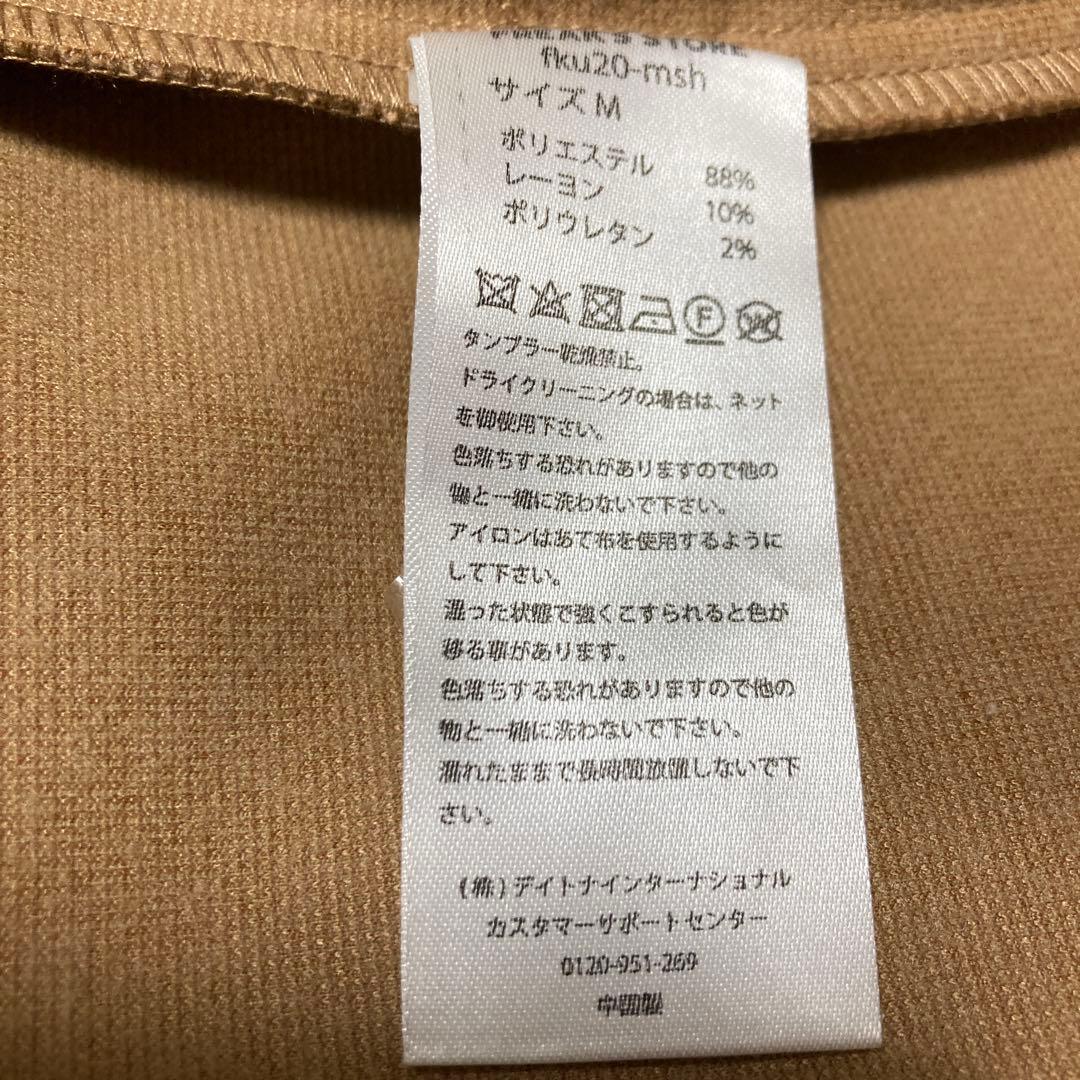 FREAK'S STORE
fku20-msh
サイズ M
ポリエステル 88%
レーヨン 10%
ポリウレタン 2%
F
タンブラー乾燥禁止。
ドライクリーニングの場合は、ネット
を御使用下さい。
色落ちする恐れがありますので他の
物と一緒に洗わないで下さい。
アイロンはあて布を使用するように
して下さい。
湿った状態で強くこすられると色が
移る事があります。
色落ちする恐れがありますので他の
物と一緒に洗わないで下さい。
濡れたままで長時間放置しないで下
さい。
(株)デイトナインターナショナル
カスタマーサポートセンター
0120-951-269
中国製